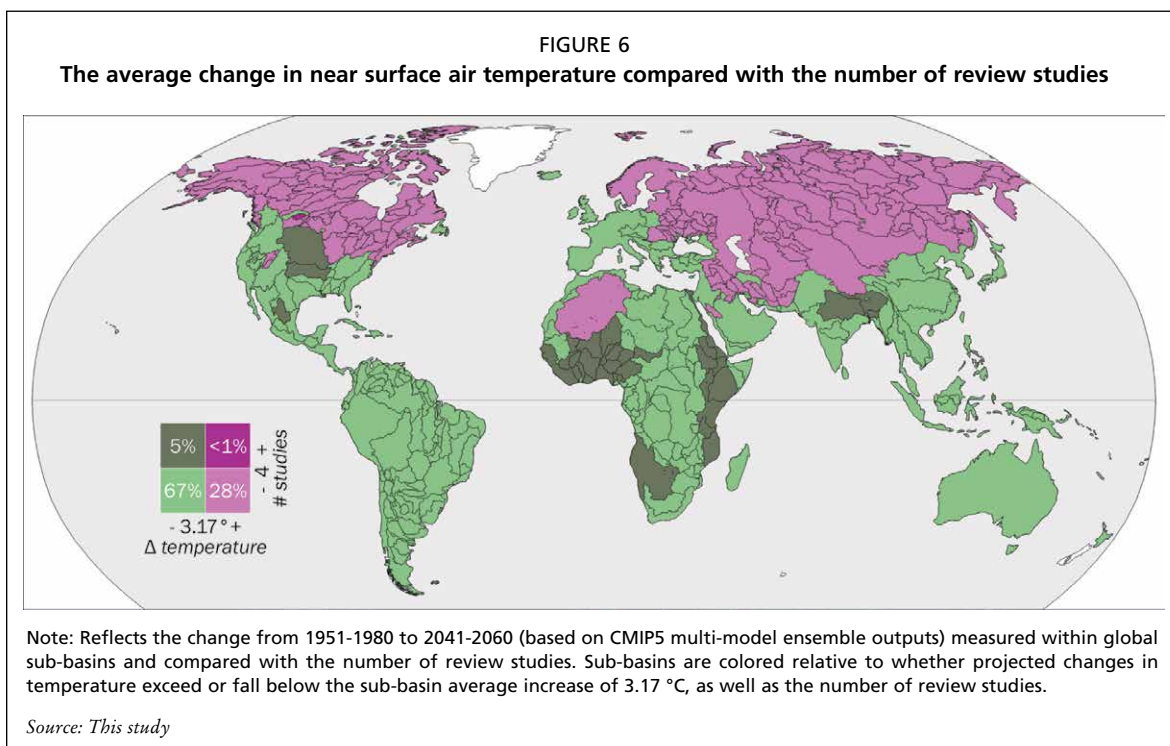 FIGURE 6
The average change in near surface air temperature compared with the number of review studies
5% <1%
67% 28%
- 4 +
# studies
- 3.17° +
Δ temperature
Note: Reflects the change from 1951-1980 to 2041-2060 (based on CMIP5 multi-model ensemble outputs) measured within global
sub-basins and compared with the number of review studies. Sub-basins are colored relative to whether projected changes in
temperature exceed or fall below the sub-basin average increase of 3.17 °C, as well as the number of review studies.
Source: This study